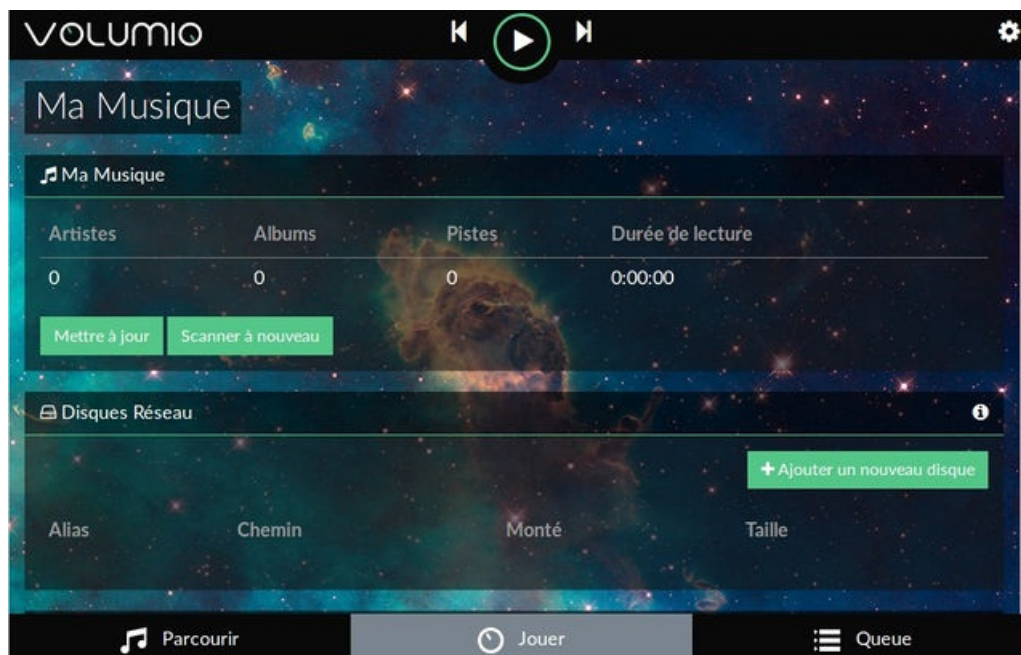 VOLUMIO
Ma Musique
Ma Musique
Artistes Albums Pistes Durée de lecture
0 0 0 0:00:00
Mettre à jour Scanner à nouveau
Disques Réseau
+ Ajouter un nouveau disque
Alias Chemin Monté Taille
Parcourir Jouer Queue